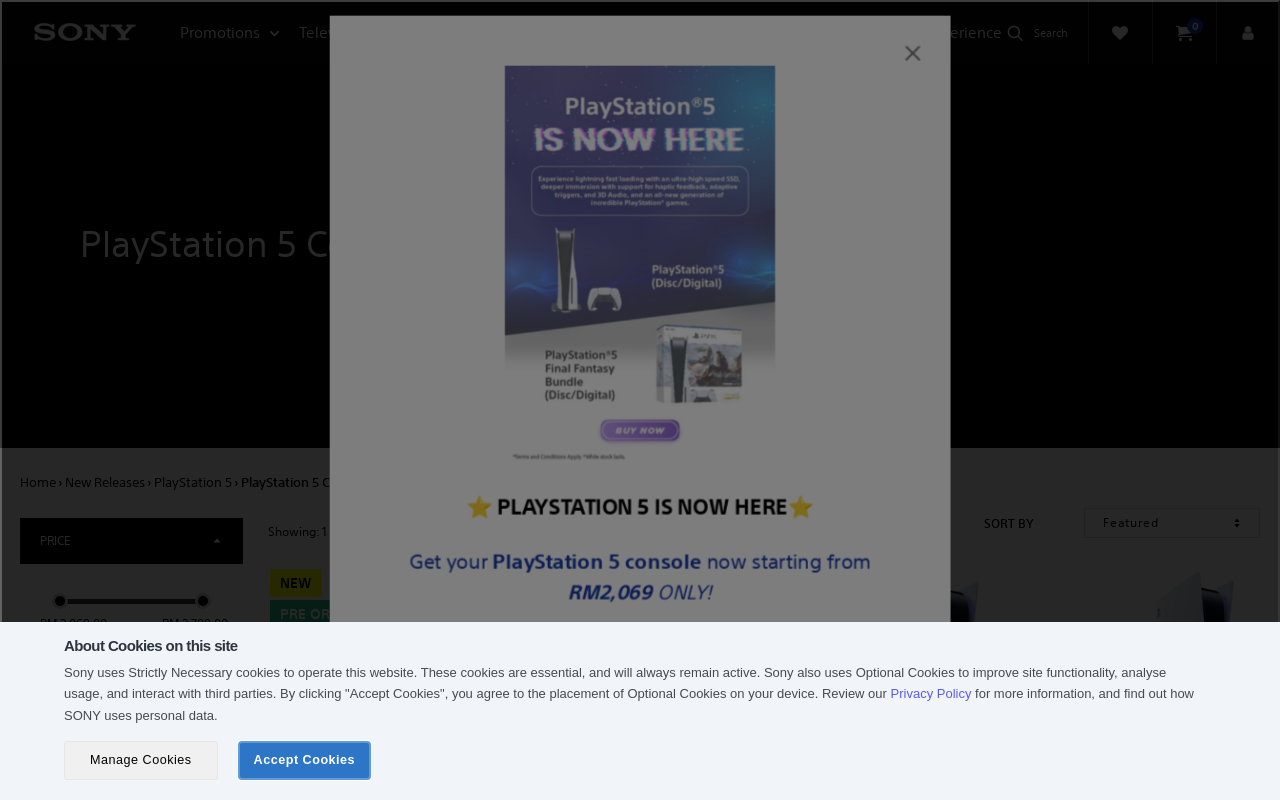 SONY
Promotions
Search
0
PlayStation®5
IS NOW HERE
Experience lightning fast loading with an ultra-high speed SSD,
deeper immersion with support for haptic feedback, adaptive
triggers, and 3D Audio, and an all-new generation of
incredible PlayStation® games.
PlayStation 5
PlayStation®5
(Disc/Digital)
PlayStation®5
Final Fantasy
Bundle
(Disc/Digital)
BUY NOW
*Terms and Conditions Apply. *While stock lasts.
Home › New Releases › PlayStation 5 › PlayStation 5
⭐ PLAYSTATION 5 IS NOW HERE⭐
SORT BY
Featured
Showing: 1
PRICE
Get your PlayStation 5 console now starting from
RM2,069 ONLY!
NEW
PRE OR
About Cookies on this site
Sony uses Strictly Necessary cookies to operate this website. These cookies are essential, and will always remain active. Sony also uses Optional Cookies to improve site functionality, analyse
usage, and interact with third parties. By clicking "Accept Cookies", you agree to the placement of Optional Cookies on your device. Review our Privacy Policy for more information, and find out how
SONY uses personal data.
Manage Cookies
Accept Cookies